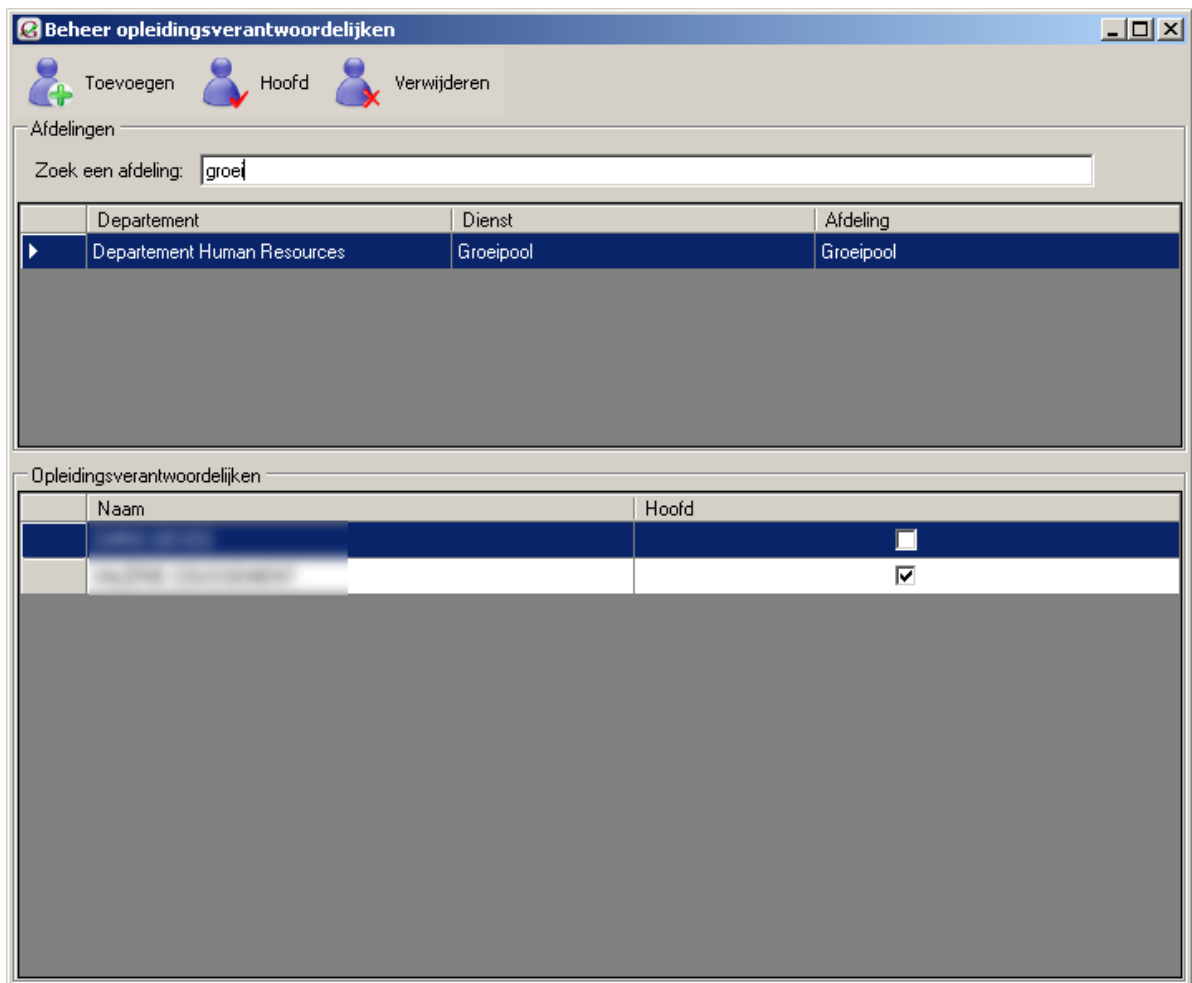 Beheer opleidingsverantwoordelijken
Toevoegen Hoofd Verwijderen
Afdelingen
Zoek een afdeling: groei
Departement Dienst Afdeling
Departement Human Resources Groeipool Groeipool
Opleidingsverantwoordelijken
Naam Hoofd